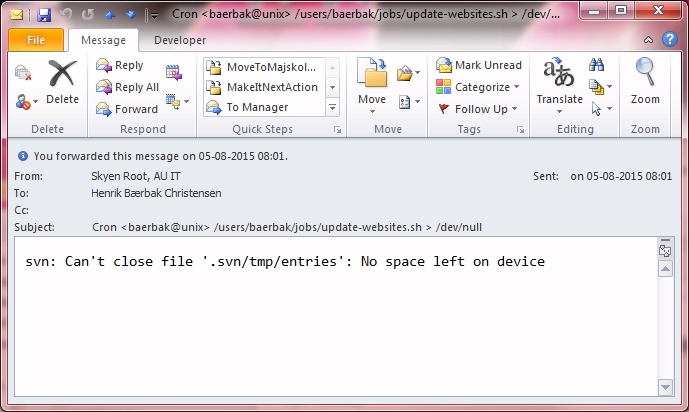 Cron <baerbak@unix> /users/baerbak/jobs/update-websites.sh > /dev/...
File Message Developer
Delete
Reply
Reply All
Forward
MoveToMajskol...
MakeItNextAction
To Manager
Move
Mark Unread
Categorize
Follow Up
Translate
Zoom
Delete Respond Quick Steps Move Tags Editing Zoom
You forwarded this message on 05-08-2015 08:01.
From: Skyen Root, AU IT Sent: on 05-08-2015 08:01
To: Henrik Bærbak Christensen
Cc:
Subject: Cron <baerbak@unix> /users/baerbak/jobs/update-websites.sh > /dev/null
svn: Can't close file '.svn/tmp/entries': No space left on device